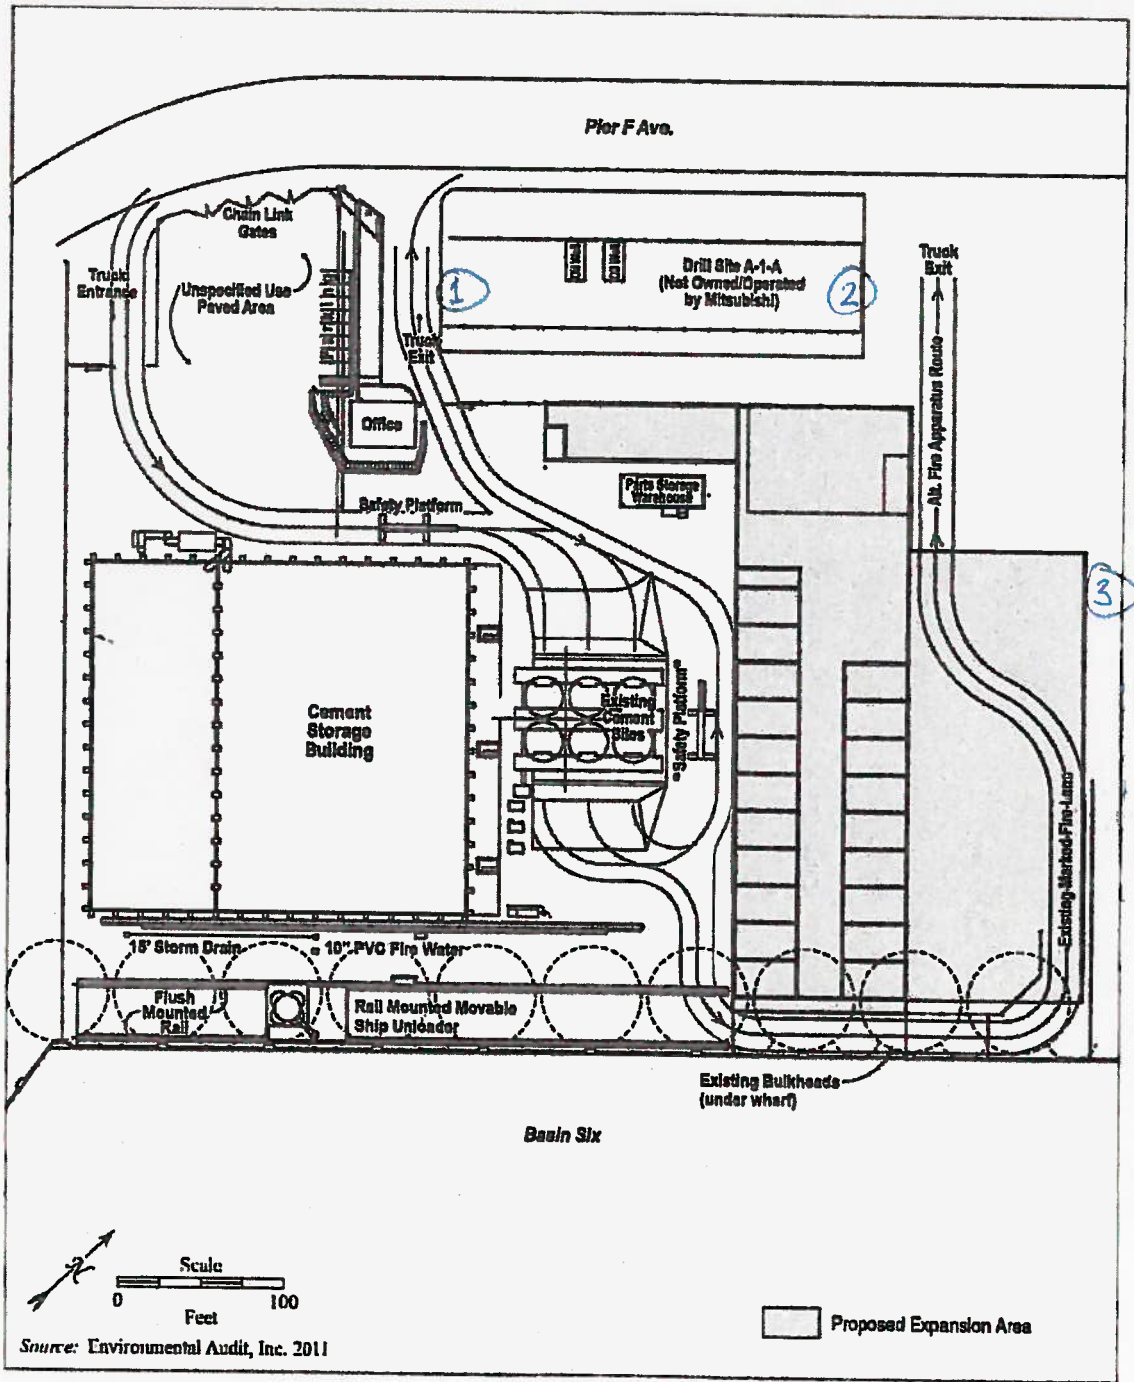 Pier F Ave.
Chain Link
Gates
Truck
Entrance
Unspecified Use
Paved Area
Truck
Exit
1
Drill Site A-1-A
(Not Owned/Operated
by Mitsubishi)
2
Truck
Exit
Alt. Fire Apparatus Route
Office
Safety Platform
Parts Storage
Warehouse
3
Cement
Storage
Building
Existing
Cement
Silos
"Safety Platform"
Existing Marked Fire Lane
15' Storm Drain
10" PVC Fire Water
Flush
Mounted
Rail
Rail Mounted Movable
Ship Unloader
Existing Bulkheads
(under wharf)
Basin Six
N
Scale
0 100
Feet
Source: Environmental Audit, Inc. 2011
Proposed Expansion Area